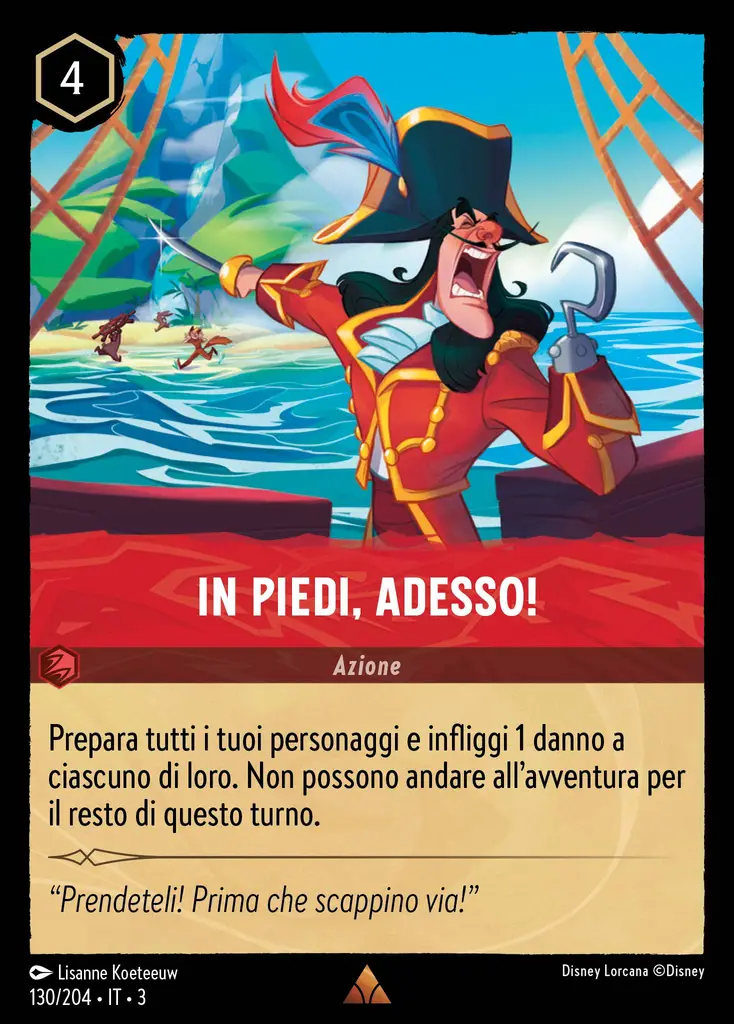 4
IN PIEDI, ADESSO!
Azione
Prepara tutti i tuoi personaggi e infliggi 1 danno a
ciascuno di loro. Non possono andare all'avventura per
il resto di questo turno.
“Prendeteli! Prima che scappino via!”
Lisanne Koeteeuw
Disney Lorcana ©Disney
130/204 • IT • 3